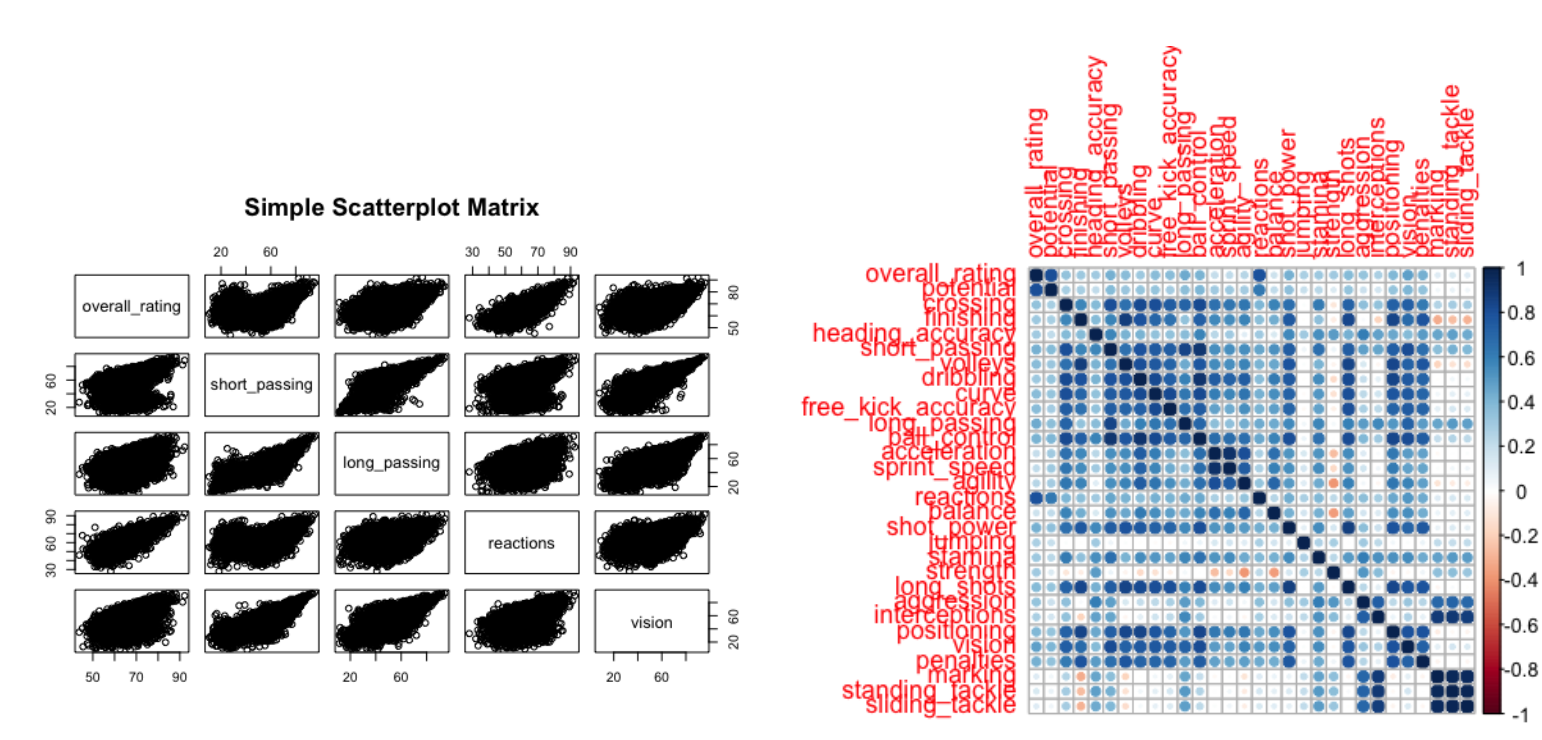 Simple Scatterplot Matrix
20 60
30 50 70 90
overall_rating
50 80
20 60
short_passing
long_passing
20 60
30 50 60 90
reactions
vision
20 60
50 60 70 80 90
20 60
20 60
overall_rating
potential
crossing
finishing
heading_accuracy
short_passing
volleys
dribbling
curve
free_kick_accuracy
long_passing
ball_control
acceleration
sprint_speed
agility
reactions
balance
shot_power
jumping
stamina
strength
long_shots
aggression
interceptions
positioning
vision
penalties
marking
standing_tackle
sliding_tackle
overall_rating
potential
crossing
finishing
heading_accuracy
short_passing
volleys
dribbling
curve
free_kick_accuracy
long_passing
ball_control
acceleration
sprint_speed
agility
reactions
balance
shot_power
jumping
stamina
strength
long_shots
aggression
interceptions
positioning
vision
penalties
marking
standing_tackle
sliding_tackle
1
0.8
0.6
0.4
0.2
0
-0.2
-0.4
-0.6
-0.8
-1